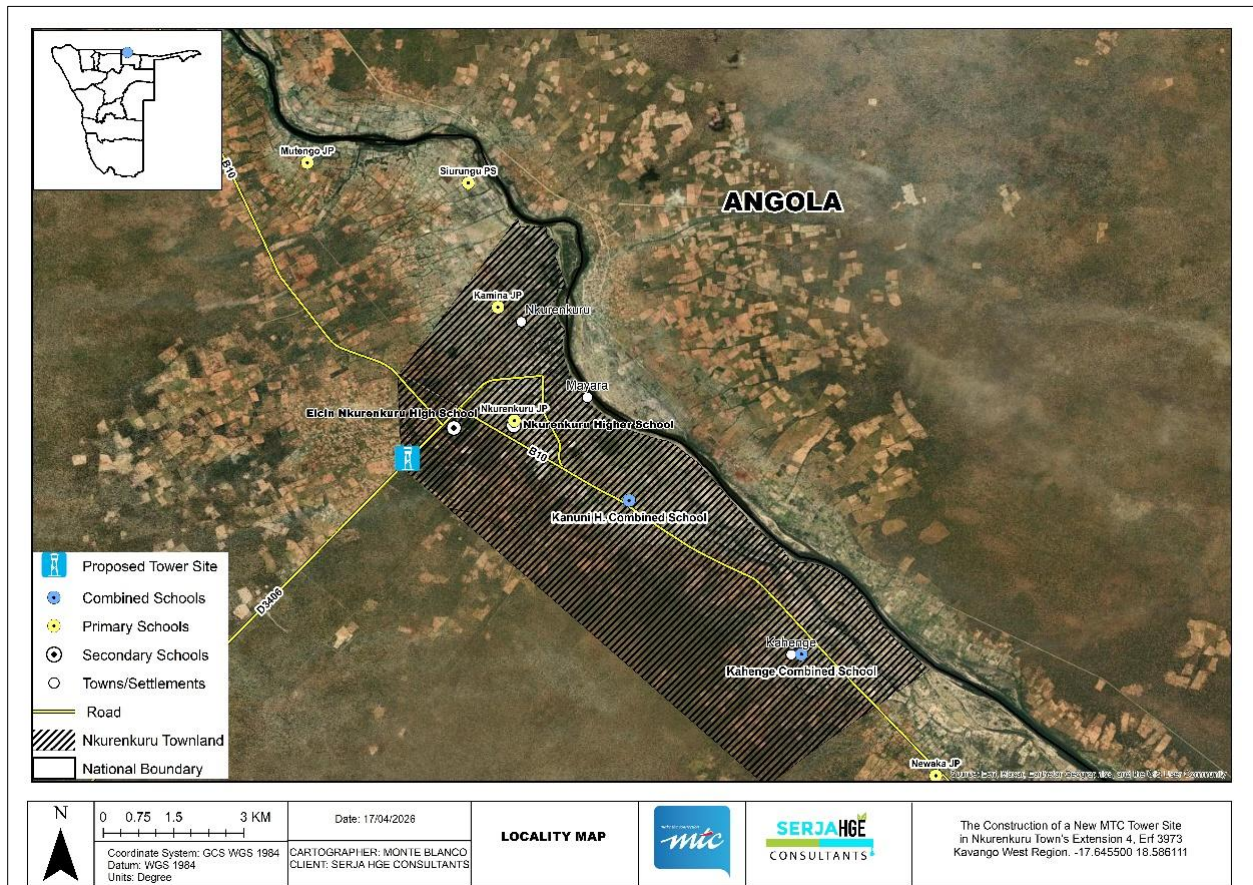 B10
Mutengo JP
Siurungu PS
ANGOLA
Kamina JP
Nkurenkuru
Mayara
Elcin Nkurenkuru High School
Nkurenkuru JP
Nkurenkuru Higher School
B10
Kanuni H. Combined School
D3406
Kahenge
Kahenge Combined School
Newaka JP
Proposed Tower Site
Combined Schools
Primary Schools
Secondary Schools
Towns/Settlements
Road
Nkurenkuru Townland
National Boundary
N
0 0.75 1.5 3 KM
Coordinate System: GCS WGS 1984
Datum: WGS 1984
Units: Degree
Date: 17/04/2026
CARTOGRAPHER: MONTE BLANCO
CLIENT: SERJA HGE CONSULTANTS
LOCALITY MAP
mtc
SERJA HGE
CONSULTANTS
The Construction of a New MTC Tower Site
in Nkurenkuru Town's Extension 4, Erf 3973
Kavango West Region. -17.645500 18.586111